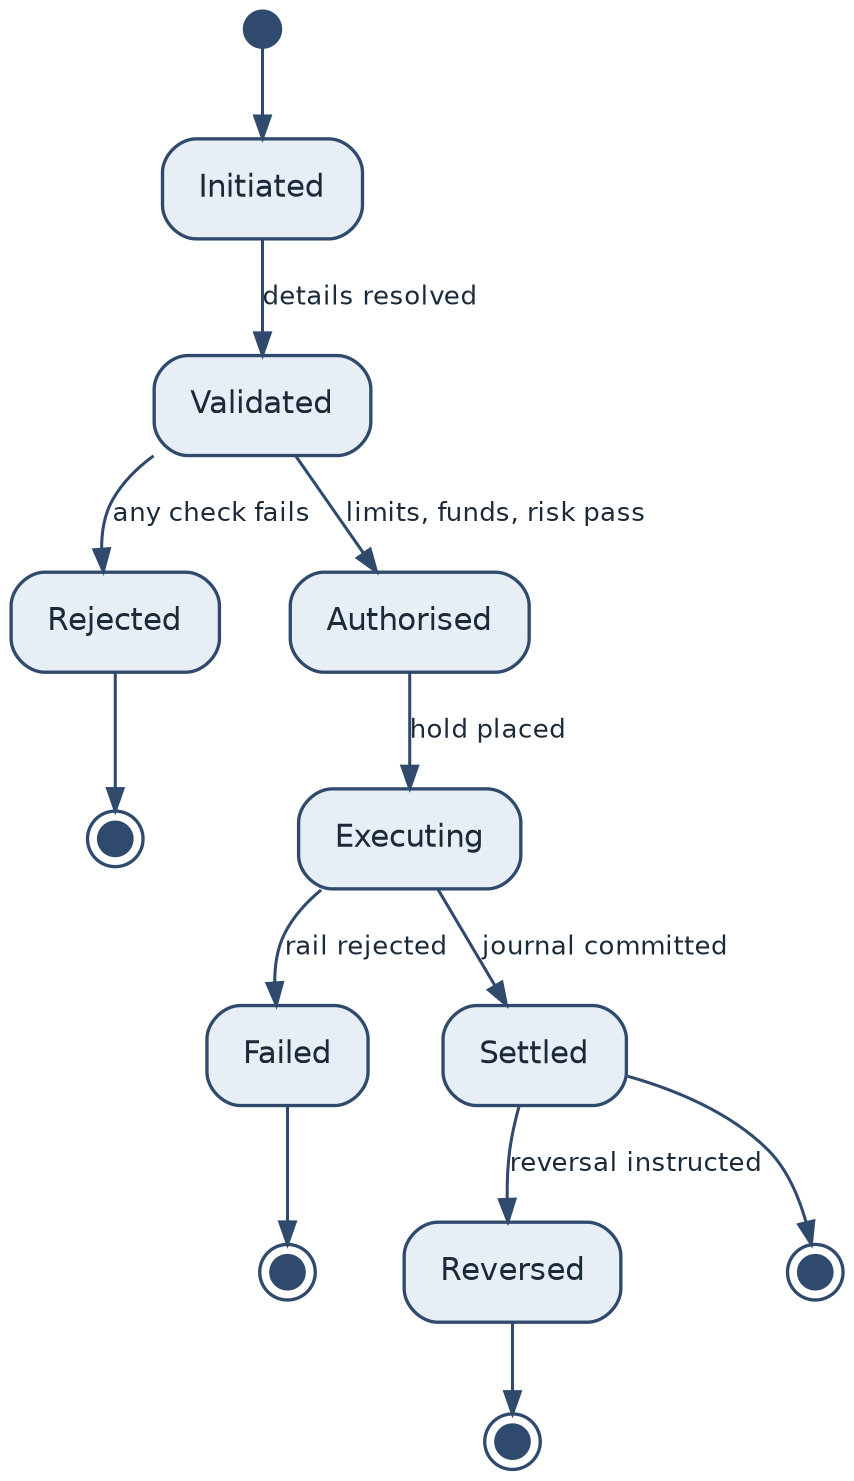 Initiated
details resolved
Validated
any check fails
limits, funds, risk pass
Rejected
Authorised
hold placed
Executing
rail rejected
journal committed
Failed
Settled
reversal instructed
Reversed